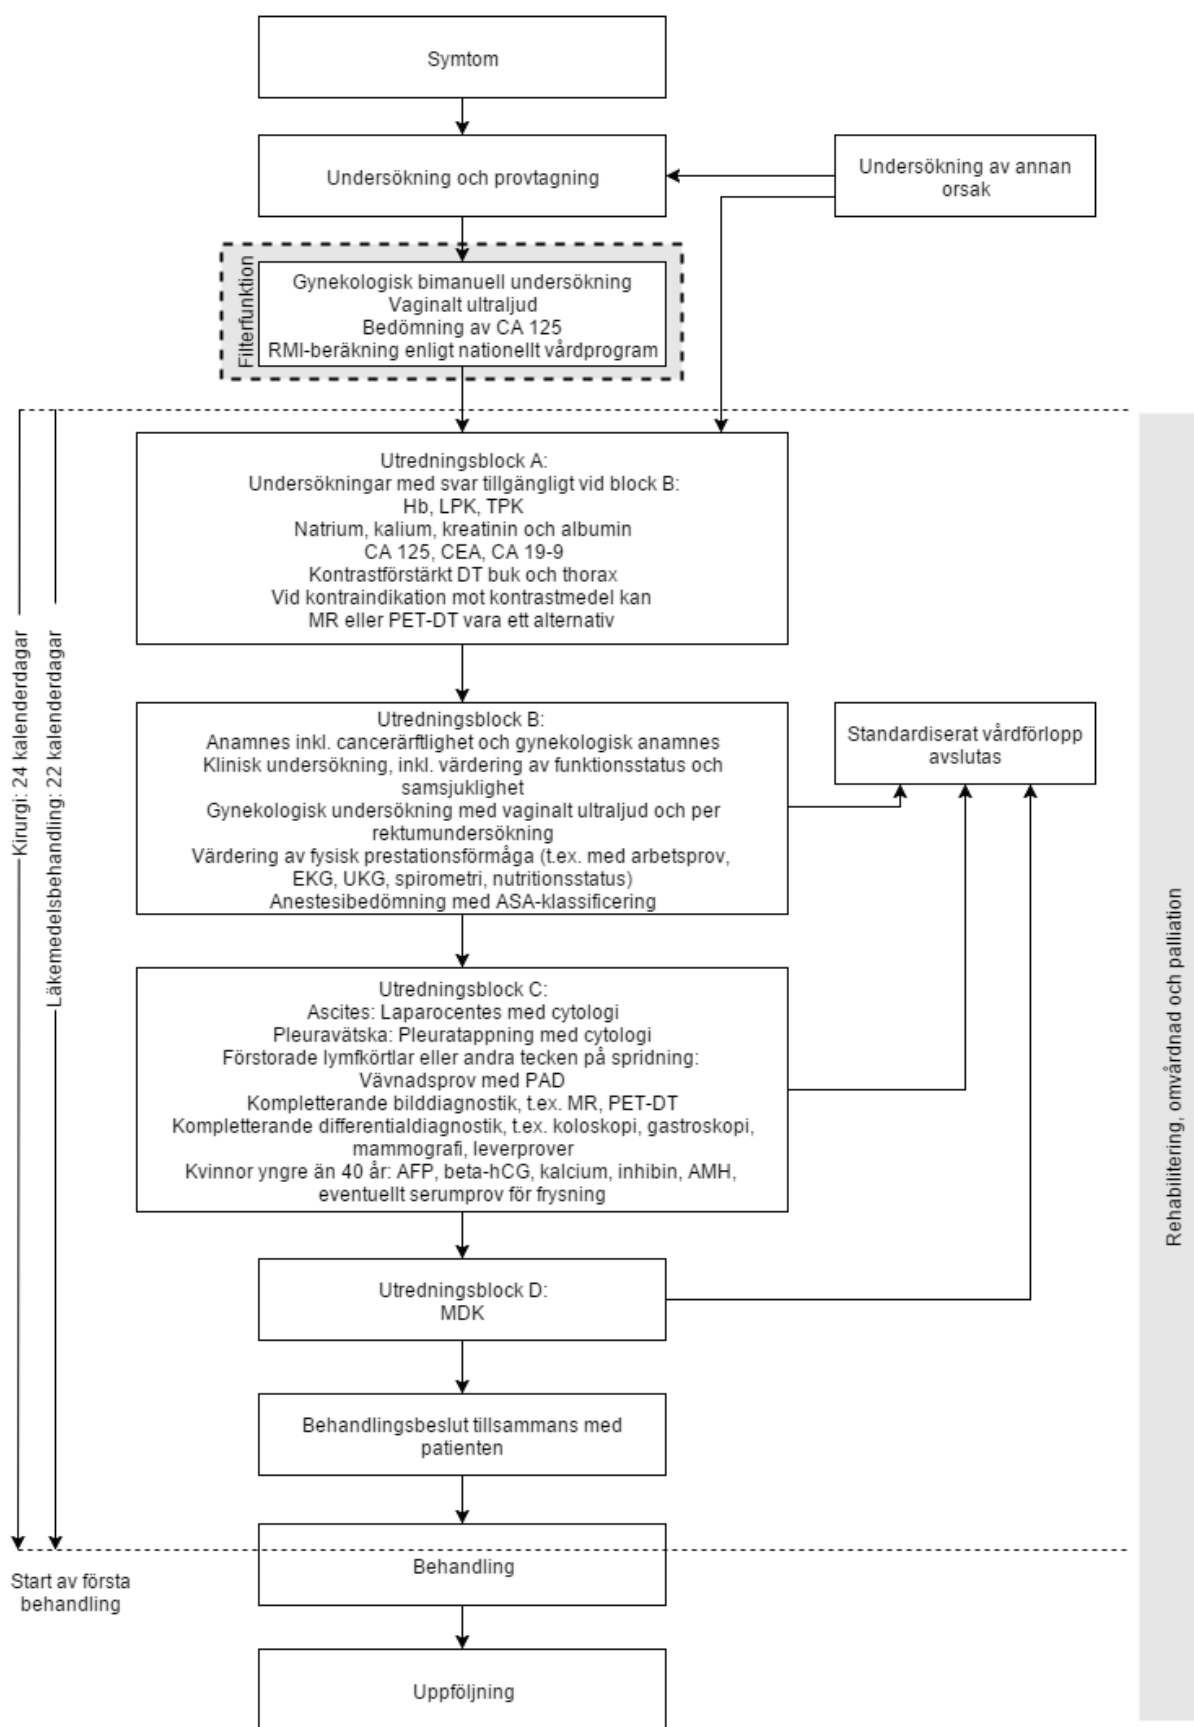 Symtom
Undersökning och provtagning
Undersökning av annan
orsak
Filterfunktion
Gynekologisk bimanuell undersökning
Vaginalt ultraljud
Bedömning av CA 125
RMI-beräkning enligt nationellt vårdprogram
Utredningsblock A:
Undersökningar med svar tillgängligt vid block B:
Hb, LPK, TPK
Natrium, kalium, kreatinin och albumin
CA 125, CEA, CA 19-9
Kontrastförstärkt DT buk och thorax
Vid kontraindikation mot kontrastmedel kan
MR eller PET-DT vara ett alternativ
Kirurgi: 24 kalenderdagar
Läkemedelsbehandling: 22 kalenderdagar
Utredningsblock B:
Anamnes inkl. cancerärftlighet och gynekologisk anamnes
Klinisk undersökning, inkl. värdering av funktionsstatus och
samsjuklighet
Gynekologisk undersökning med vaginalt ultraljud och per
rektumundersökning
Värdering av fysisk prestationsförmåga (t.ex. med arbetsprov,
EKG, UKG, spirometri, nutritionsstatus)
Anestesibedömning med ASA-klassificering
Standardiserat vårdförlopp
avslutas
Utredningsblock C:
Ascites: Laparocentes med cytologi
Pleuravätska: Pleuratappning med cytologi
Förstorade lymfkörtlar eller andra tecken på spridning:
Vävnadsprov med PAD
Kompletterande bilddiagnostik, t.ex. MR, PET-DT
Kompletterande differentialdiagnostik, t.ex. koloskopi, gastroskopi,
mammografi, leverprover
Kvinnor yngre än 40 år: AFP, beta-hCG, kalcium, inhibin, AMH,
eventuellt serumprov för frysning
Rehabilitering, omvårdnad och palliation
Utredningsblock D:
MDK
Behandlingsbeslut tillsammans med
patienten
Behandling
Start av första
behandling
Uppföljning